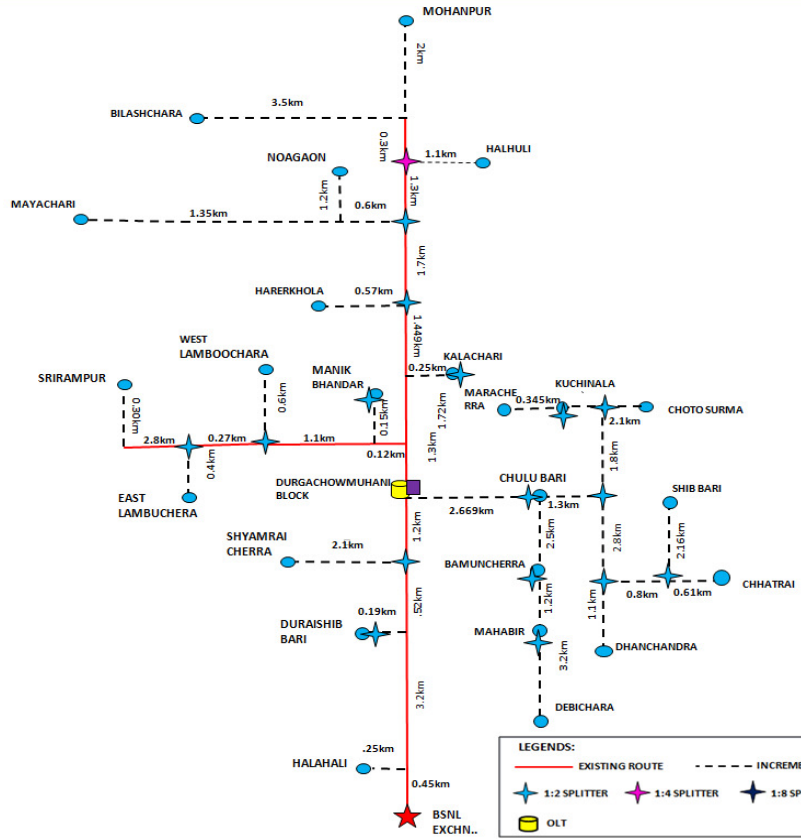 MOHANPUR
2km
3.5km
BILASHCHARA
0.3km
1.1km
HALHULI
NOAGAON
1.2km
1.3km
MAYACHARI
1.35km
0.6km
1.7km
HARERKHOLA
0.57km
1.449km
WEST
LAMBOOCHARA
KALACHARI
0.25km
SRIRAMPUR
MANIK
BHANDAR
MARACHE
RRA
0.345km
KUCHINALA
CHOTO SURMA
2.1km
0.30km
0.6km
0.15km
1.72km
2.8km
0.27km
1.1km
0.12km
1.3km
1.8km
0.4km
EAST
LAMBUCHERA
DURGACHOWMUHANI
BLOCK
CHULU BARI
SHIB BARI
2.669km
1.3km
1.2km
2.5km
2.8km
2.16km
SHYAMRAI
CHERRA
2.1km
BAMUNCHERRA
CHHATRAI
0.8km
0.61km
.52km
1.2km
1.1km
0.19km
DURAISHIB
BARI
MAHABIR
3.2km
DHANCHANDRA
3.2km
DEBICHARA
.25km
HALAHALI
0.45km
BSNL
EXCHN..
LEGENDS:
EXISTING ROUTE
INCREME
1:2 SPLITTER
1:4 SPLITTER
1:8 SP
OLT